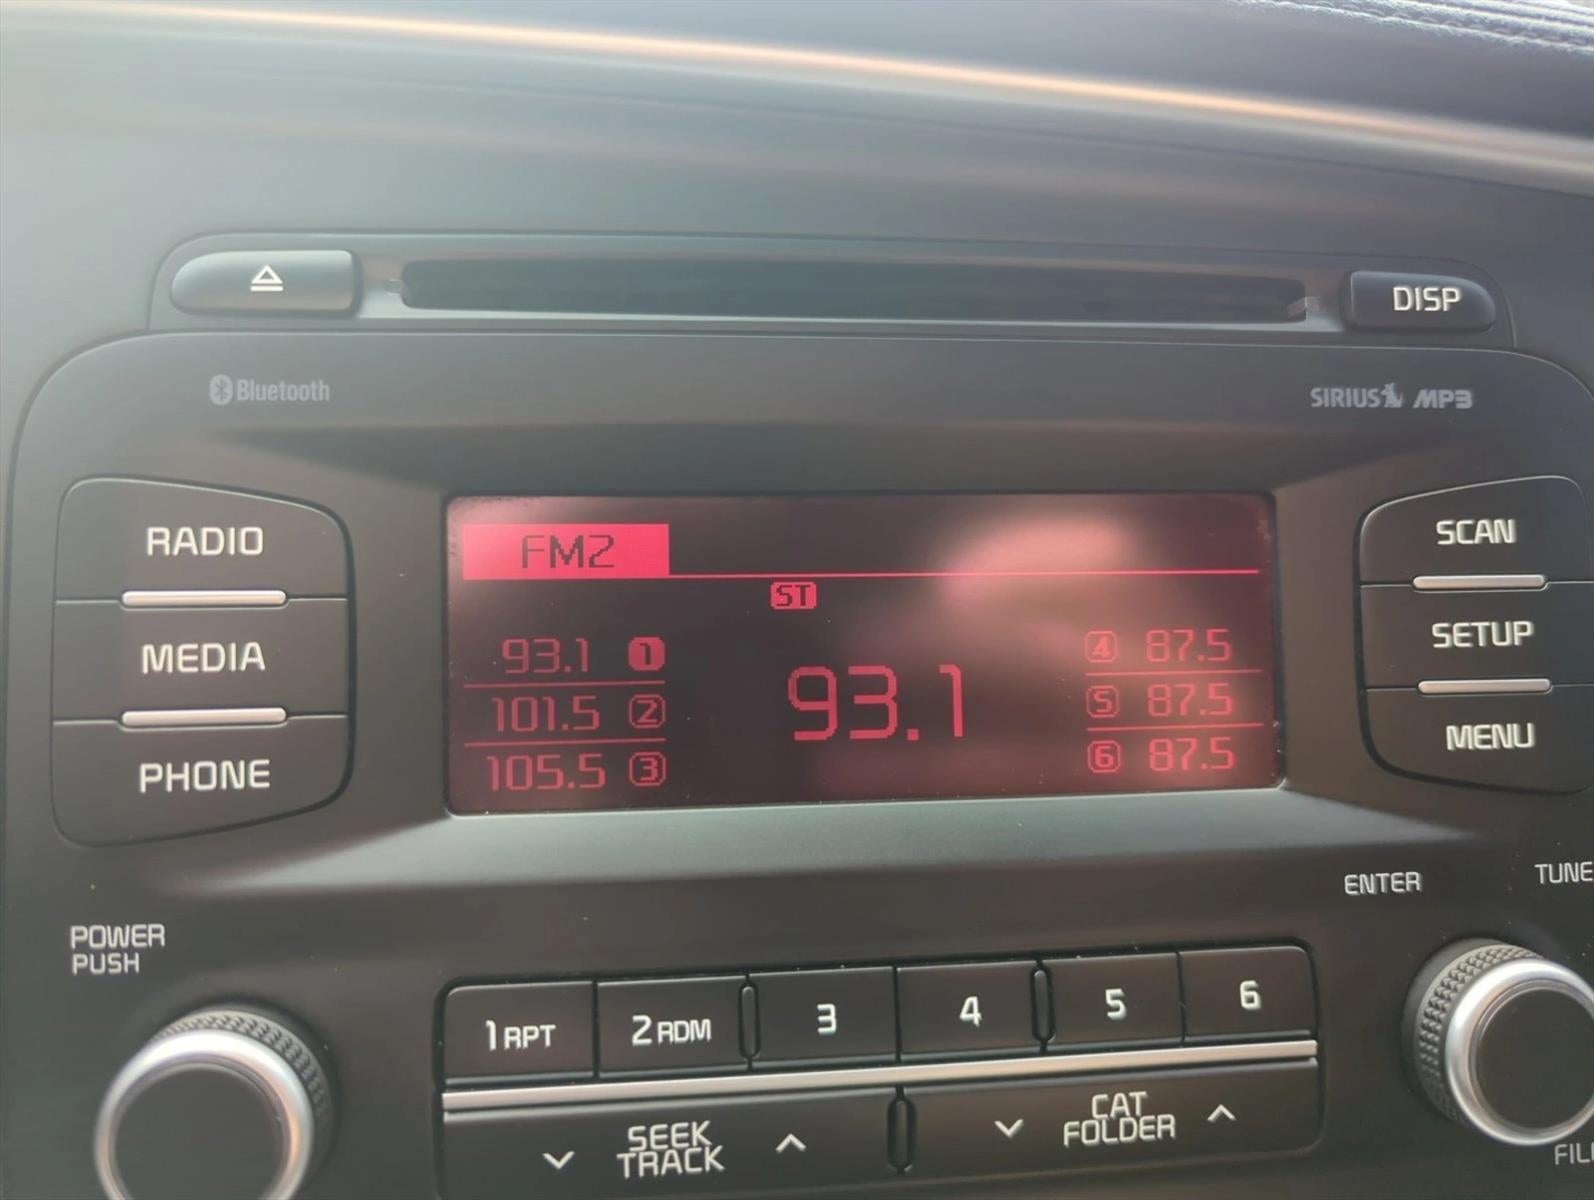 DISP
Bluetooth
SIRIUS MP3
RADIO
MEDIA
PHONE
FM2
ST
93.1 1
101.5 2
105.5 3
93.1
4 87.5
5 87.5
6 87.5
SCAN
SETUP
MENU
POWER
PUSH
ENTER
TUNE
1 RPT
2 RDM
3
4
5
6
SEEK
TRACK
CAT
FOLDER
FIL